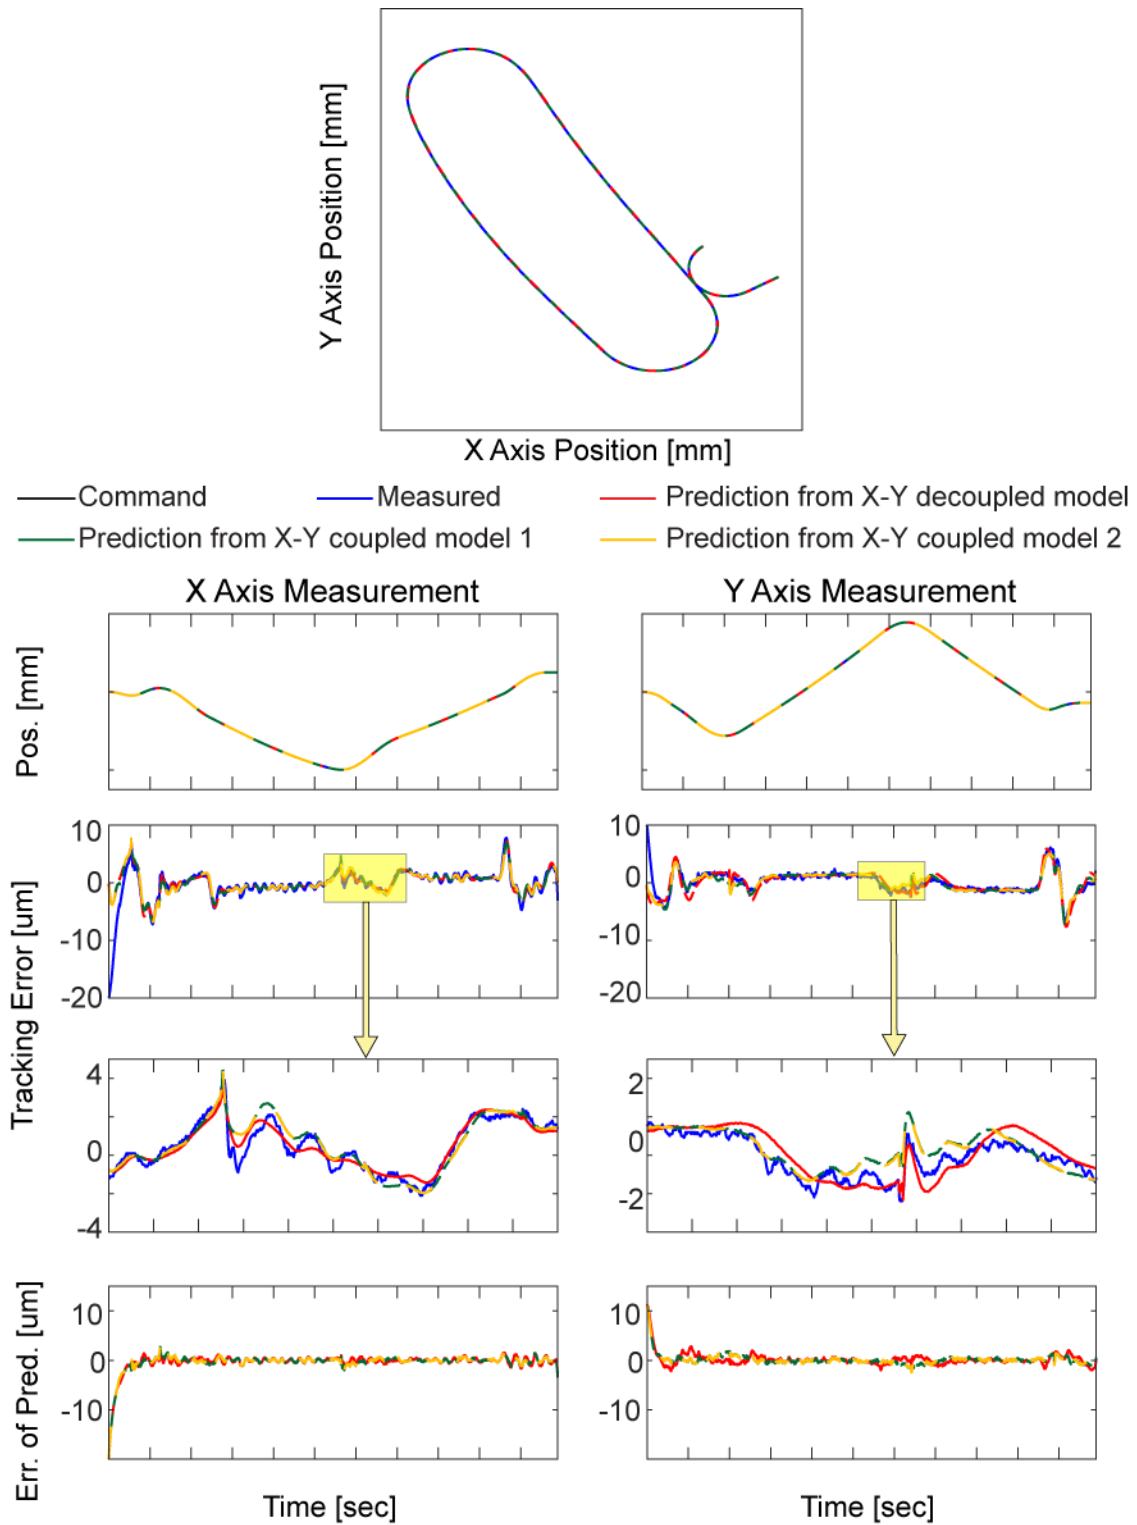 Y Axis Position [mm]
X Axis Position [mm]
Command
Measured
Prediction from X-Y decoupled model
Prediction from X-Y coupled model 1
Prediction from X-Y coupled model 2
X Axis Measurement
Y Axis Measurement
Pos. [mm]
10
0
-10
-20
10
0
-10
-20
Tracking Error [um]
4
0
-4
2
0
-2
Err. of Pred. [um]
10
0
-10
10
0
-10
Time [sec]
Time [sec]